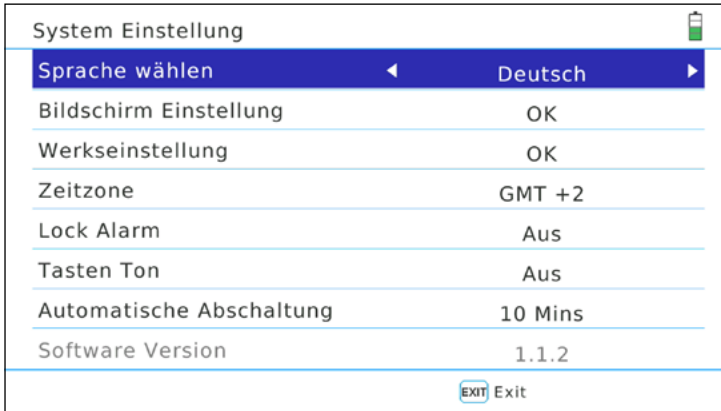 System Einstellung
Sprache wählen Deutsch
Bildschirm Einstellung OK
Werkseinstellung OK
Zeitzone GMT +2
Lock Alarm Aus
Tasten Ton Aus
Automatische Abschaltung 10 Mins
Software Version 1.1.2
EXIT Exit